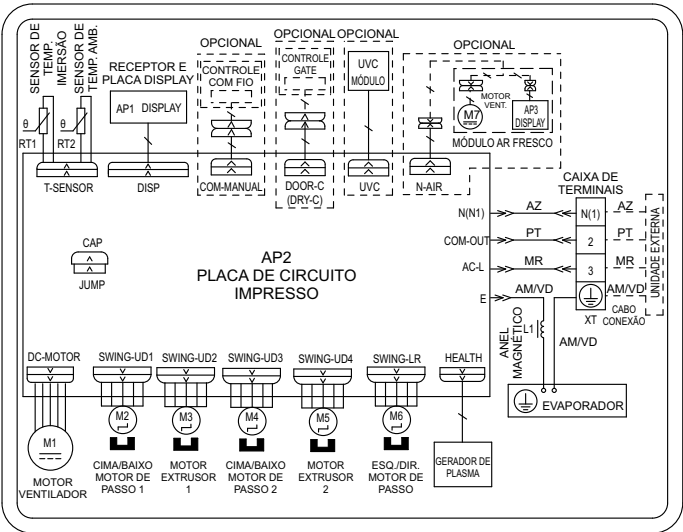 SENSOR DE
TEMP.
IMERSÃO
SENSOR DE
TEMP. AMB.
RECEPTOR E
PLACA DISPLAY
AP1 DISPLAY
OPCIONAL
CONTROLE
COM FIO
OPCIONAL
CONTROLE
GATE
OPCIONAL
UVC
MÓDULO
OPCIONAL
MOTOR
VENT.
M7
AP3
DISPLAY
MÓDULO AR FRESCO
θ
RT1
θ
RT2
T-SENSOR
DISP
COM-MANUAL
DOOR-C
(DRY-C)
UVC
N-AIR
CAIXA DE
TERMINAIS
N(N1)
AZ
N(1)
AZ
COM-OUT
PT
2
PT
AC-L
MR
3
MR
E
AM/VD
AM/VD
XT
CABO
CONEXÃO
UNIDADE EXTERNA
CAP
JUMP
AP2
PLACA DE CIRCUITO
IMPRESSO
ANEL
MAGNÉTICO
L1
AM/VD
EVAPORADOR
DC-MOTOR
SWING-UD1
SWING-UD2
SWING-UD3
SWING-UD4
SWING-LR
HEALTH
M1
M2
M3
M4
M5
M6
MOTOR
VENTILADOR
CIMA/BAIXO
MOTOR DE
PASSO 1
MOTOR
EXTRUSOR
1
CIMA/BAIXO
MOTOR DE
PASSO 2
MOTOR
EXTRUSOR
2
ESQ./DIR.
MOTOR DE
PASSO
GERADOR DE
PLASMA